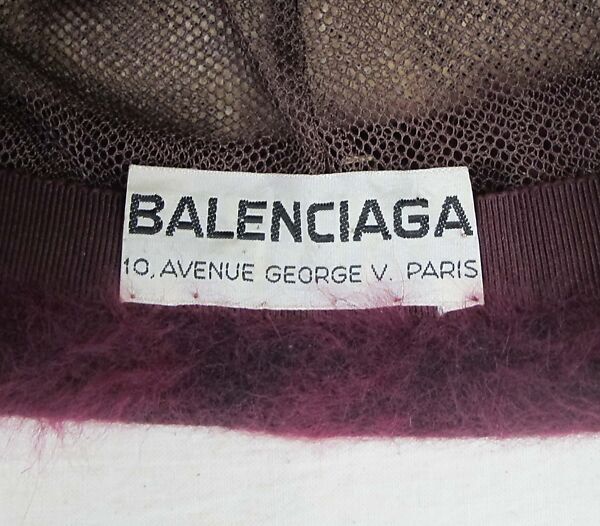 BALENCIAGA
10, AVENUE GEORGE V. PARIS